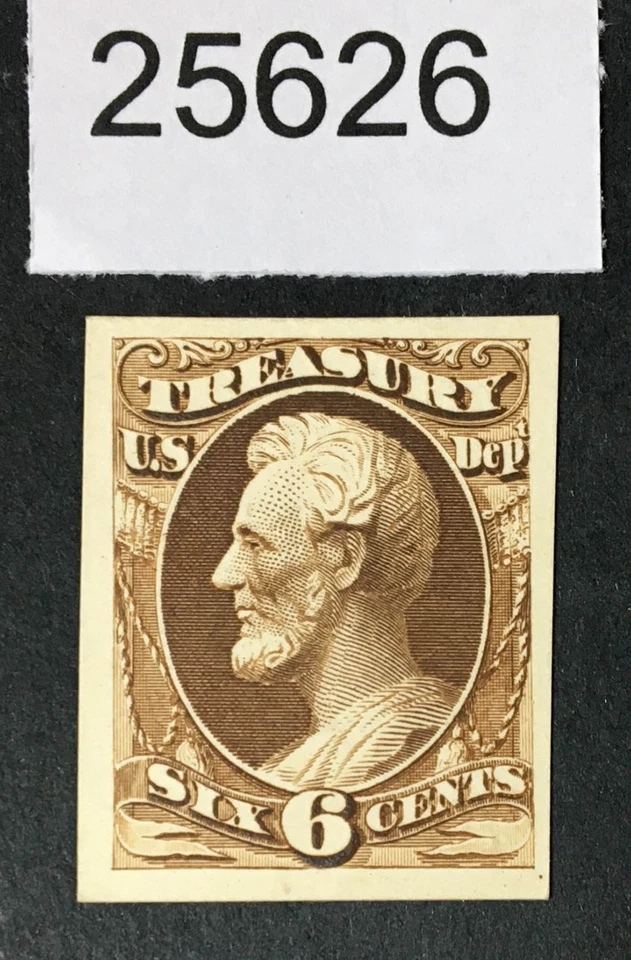 25626
TREASURY
U.S. Dept
SIX 6 CENTS